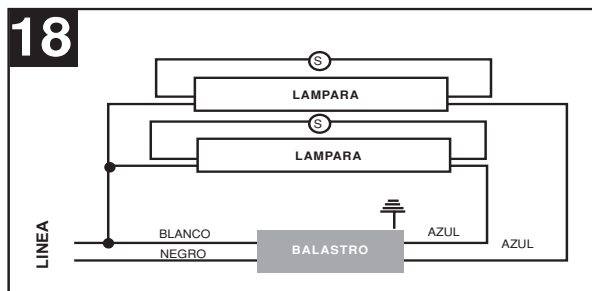 18
S
LAMPARA
S
LAMPARA
LINEA
BLANCO
NEGRO
BALASTRO
AZUL
AZUL